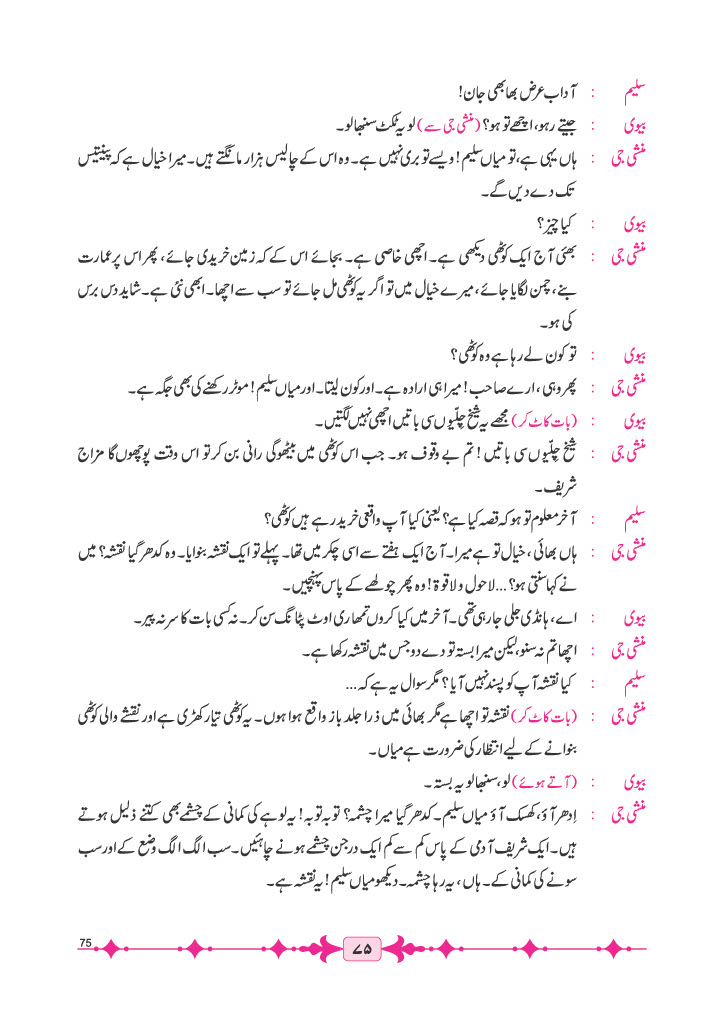 سلیم : آداب عرض بھابھی جان!
بیوی : جیتے رہو، اچھے تو ہو؟ (منشی جی سے) لو یہ ٹکٹ سنبھالو۔
منشی جی : ہاں یہی ہے، تو میاں سلیم! ویسے تو بری نہیں ہے۔ وہ اس کے چالیس ہزار مانگتے ہیں۔ میرا خیال ہے کہ پینتیس
تک دے دیں گے۔
بیوی : کیا چیز؟
منشی جی : بھئی آج ایک کوٹھی دیکھی ہے۔ اچھی خاصی ہے۔ بجائے اس کے کہ زمین خریدی جائے، پھر اس پر عمارت
بنے، چمن لگایا جائے، میرے خیال میں تو اگر یہ کوٹھی مل جائے تو سب سے اچھا۔ ابھی نئی ہے۔ شاید دس برس
کی ہو۔
بیوی : تو کون لے رہا ہے وہ کوٹھی؟
منشی جی : پھر وہی، ارے صاحب! میرا ہی ارادہ ہے۔ اور کون لیتا۔ اور میاں سلیم! موٹر رکھنے کی بھی جگہ ہے۔
بیوی : (بات کاٹ کر) مجھے یہ شیخ چلّیوں سی باتیں اچھی نہیں لگتیں۔
منشی جی : شیخ چلّیوں سی باتیں! تم بے وقوف ہو۔ جب اس کوٹھی میں بیٹھوگی رانی بن کر تو اس وقت پوچھوں گا مزاج
شریف۔
سلیم : آخر معلوم تو ہو کہ قصہ کیا ہے؟ یعنی کیا آپ واقعی خرید رہے ہیں کوٹھی؟
منشی جی : ہاں بھائی، خیال تو ہے میرا۔ آج ایک ہفتے سے اسی چکر میں تھا۔ پہلے تو ایک نقشہ بنوایا۔ وہ کدھر گیا نقشہ؟ میں
نے کہا سنتی ہو؟... لاحول ولاقوۃ! وہ پھر چولھے کے پاس پہنچیں۔
بیوی : اے، ہانڈی جلی جا رہی تھی۔ آخر میں کیا کروں تمھاری اوٹ پٹانگ سن کر۔ نہ کسی بات کا سر نہ پیر۔
منشی جی : اچھا تم نہ سنو، لیکن میرا بستہ تو دے دو جس میں نقشہ رکھا ہے۔
سلیم : کیا نقشہ آپ کو پسند نہیں آیا؟ مگر سوال یہ ہے کہ...
منشی جی : (بات کاٹ کر) نقشہ تو اچھا ہے مگر بھائی میں ذرا جلد باز واقع ہوا ہوں۔ یہ کوٹھی تیار کھڑی ہے اور نقشے والی کوٹھی
بنوانے کے لیے انتظار کی ضرورت ہے میاں۔
بیوی : (آتے ہوئے) لو، سنبھالو یہ بستہ۔
منشی جی : اِدھر آؤ، کھسک آؤ میاں سلیم۔ کدھر گیا میرا چشمہ؟ توبہ توبہ! یہ لوہے کی کمانی کے چشمے بھی کتنے ذلیل ہوتے
ہیں۔ ایک شریف آدمی کے پاس کم سے کم ایک درجن چشمے ہونے چاہئیں۔ سب الگ الگ وضع کے اور سب
سونے کی کمانی کے۔ ہاں، یہ رہا چشمہ۔ دیکھو میاں سلیم! یہ نقشہ ہے۔
75
۷۵